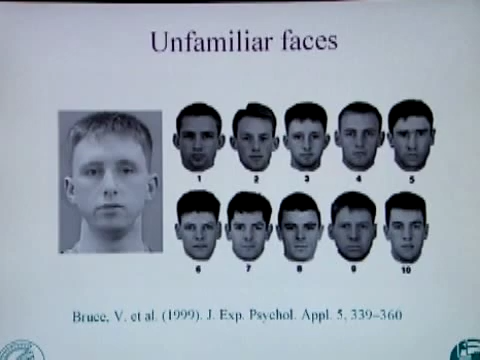 Unfamiliar faces
1 2 3 4 5
6 7 8 9 10
Bruce, V. et al. (1999). J. Exp. Psychol. Appl. 5, 339–360